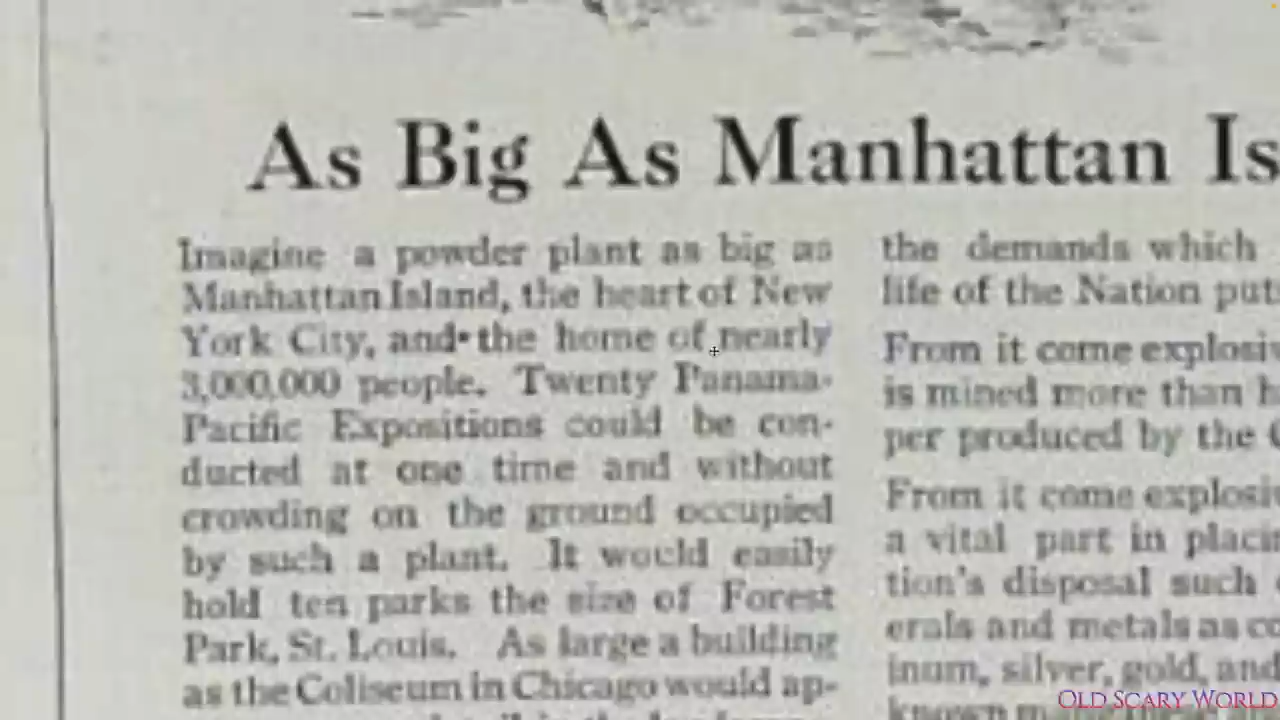 As Big As Manhattan Is
Imagine a powder plant as big as
Manhattan Island, the heart of New
York City, and the home of nearly
3,000,000 people. Twenty Panama-
Pacific Expositions could be con-
ducted at one time and without
crowding on the ground occupied
by such a plant. It would easily
hold ten parks the size of Forest
Park, St. Louis. As large a building
as the Coliseum in Chicago would ap-
the demands which
life of the Nation put
From it come explosiv
is mined more than h
per produced by the
From it come explosiv
a vital part in placin
tion's disposal such
erals and metals as co
inum, silver, gold, and
OLD SCARY WORLD